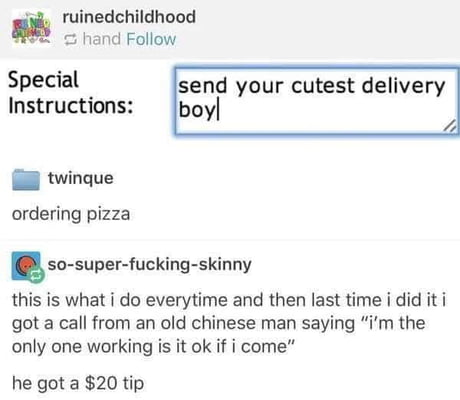 ruinedchildhood
hand Follow
Special
Instructions:
send your cutest delivery
boy
twinque
ordering pizza
so-super-fucking-skinny
this is what i do everytime and then last time i did it i
got a call from an old chinese man saying “i’m the
only one working is it ok if i come”
he got a $20 tip